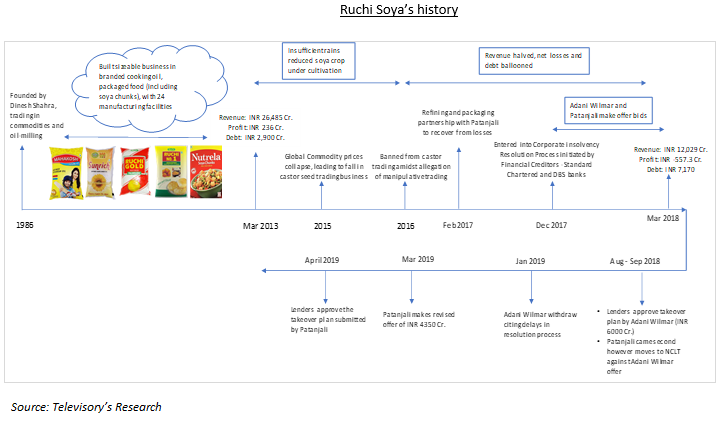 Ruchi Soya's history
Built sizeable business in
branded cooking oil,
packaged food (including
soya chunks), with 24
manufacturing facilities
Insufficient rains
reduced soya crop
under cultivation
Revenue halved, net losses and
debt ballooned
Founded by
Dinesh Shahra,
trading in
commodities and
oil milling
Revenue: INR 26,485 Cr.
Profit: INR 236 Cr.
Debt: INR 2,900 Cr.
Refining and packaging
partnership with Patanjali
to recover from losses
Adani Wilmar and
Patanjali make offer bids
MAHAKOSH
Sunrich
RUCHI
GOLD
RUCHI
No 1
Nutrela
Global Commodity prices
collapse, leading to fall in
castor seed trading business
Banned from castor
trading amidst allegation
of manipulative trading
Entered into Corporate Insolvency
Resolution Process initiated by
Financial Creditors - Standard
Chartered and DBS banks
Revenue: INR 12,029 Cr.
Profit: INR -557.3 Cr.
Debt: INR 7,170
1986
Mar 2013
2015
2016
Feb 2017
Dec 2017
Mar 2018
April 2019
Mar 2019
Jan 2019
Aug - Sep 2018
Lenders approve the
takeover plan submitted
by Patanjali
Patanjali makes revised
offer of INR 4350 Cr.
Adani Wilmar withdraw
citing delays in
resolution process
• Lenders approve takeover
plan by Adani Wilmar (INR
6000 Cr.)
• Patanjali came second
however moves to NCLT
against Adani Wilmar
offer
Source: Televisory's Research